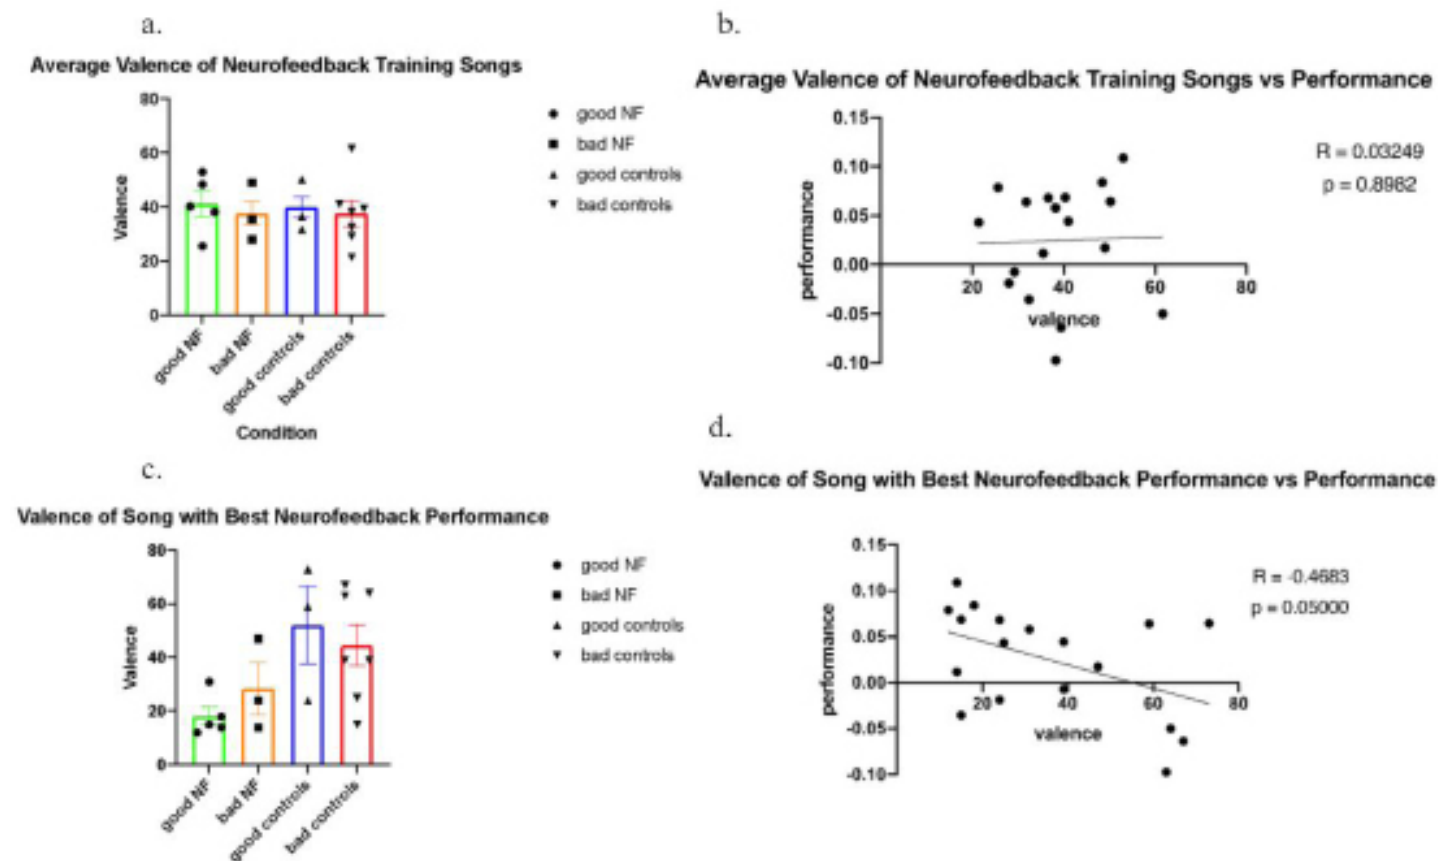 a.
Average Valence of Neurofeedback Training Songs
80
60
40
20
0
Valence
good NF
bad NF
good controls
bad controls
good NF
bad NF
good controls
bad controls
Condition
b.
Average Valence of Neurofeedback Training Songs vs Performance
0.15
0.10
0.05
0.00
-0.05
-0.10
performance
20
40
60
80
valence
R = 0.03249
p = 0.8982
c.
Valence of Song with Best Neurofeedback Performance
80
60
40
20
0
Valence
good NF
bad NF
good controls
bad controls
good NF
bad NF
good controls
bad controls
d.
Valence of Song with Best Neurofeedback Performance vs Performance
0.15
0.10
0.05
0.00
-0.05
-0.10
performance
20
40
60
80
valence
R = -0.4683
p = 0.05000